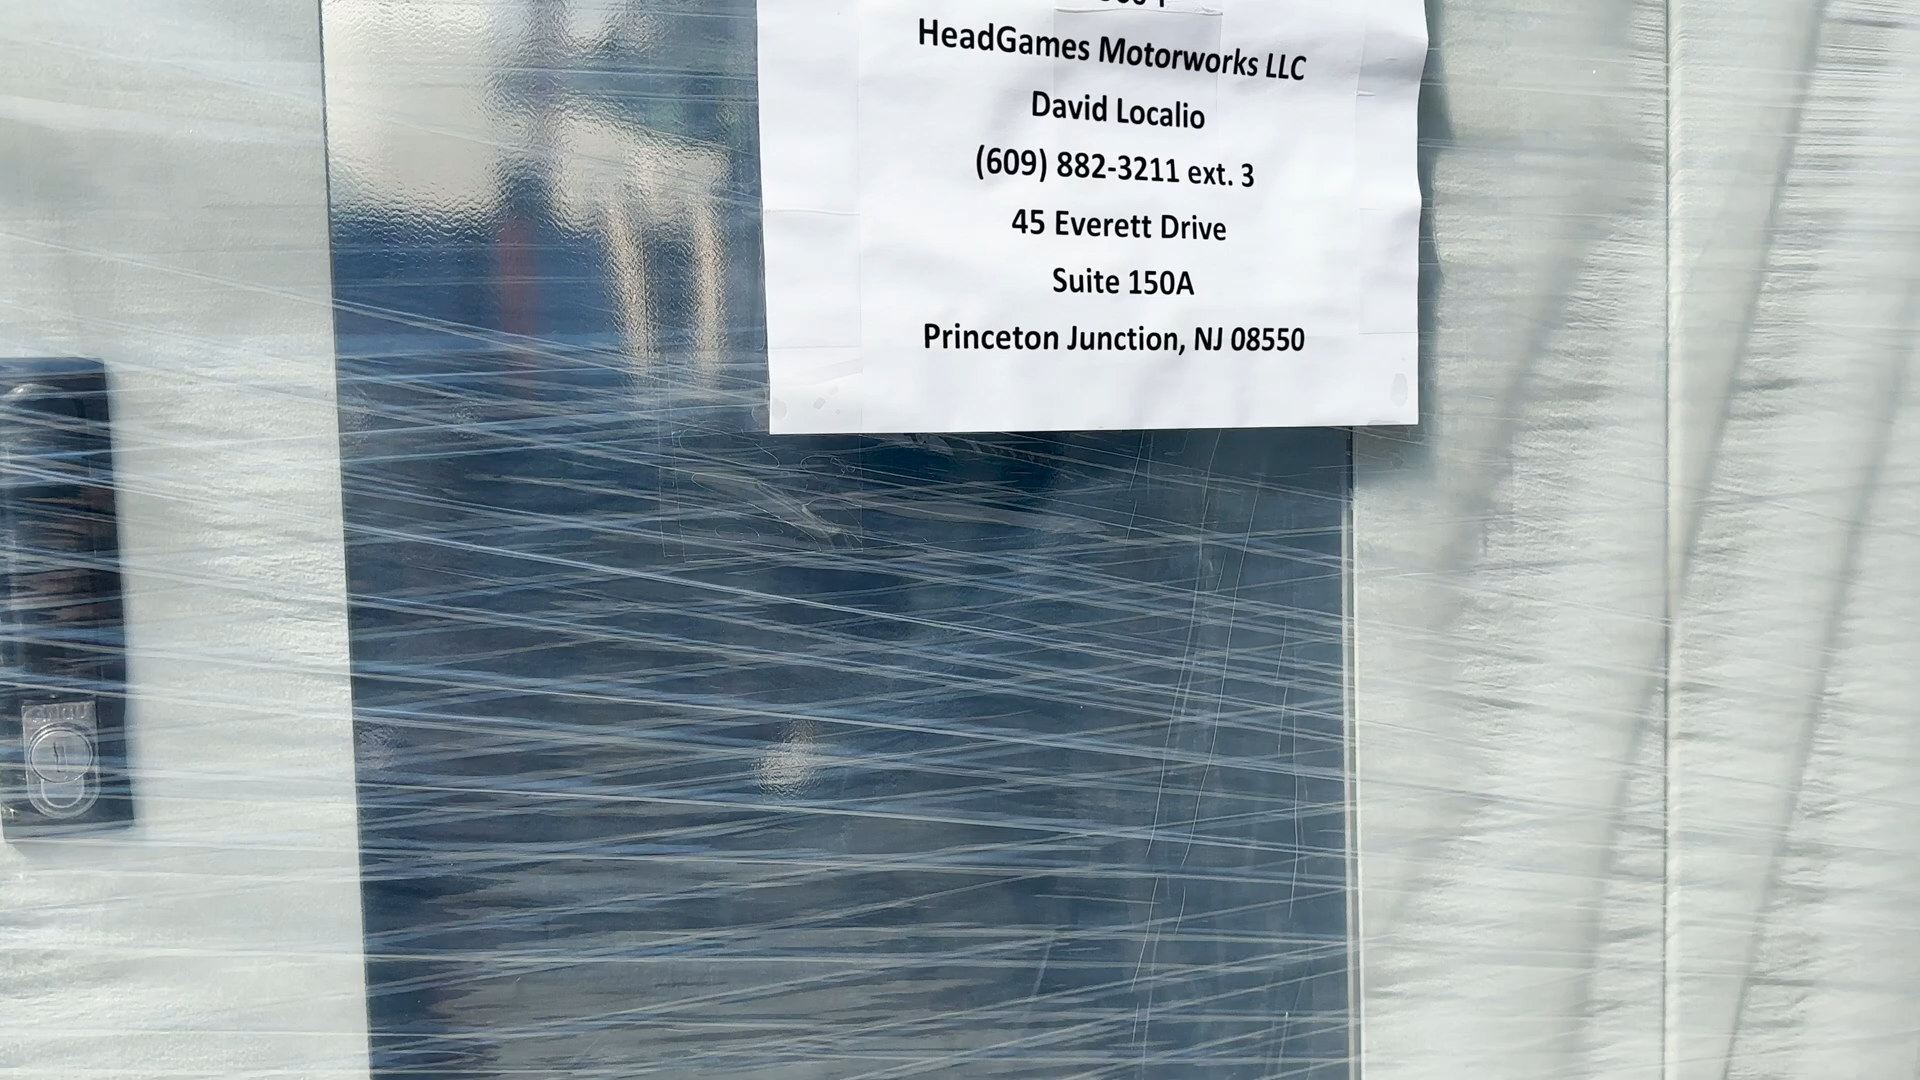 HeadGames Motorworks LLC
David Localio
(609) 882-3211 ext. 3
45 Everett Drive
Suite 150A
Princeton Junction, NJ 08550